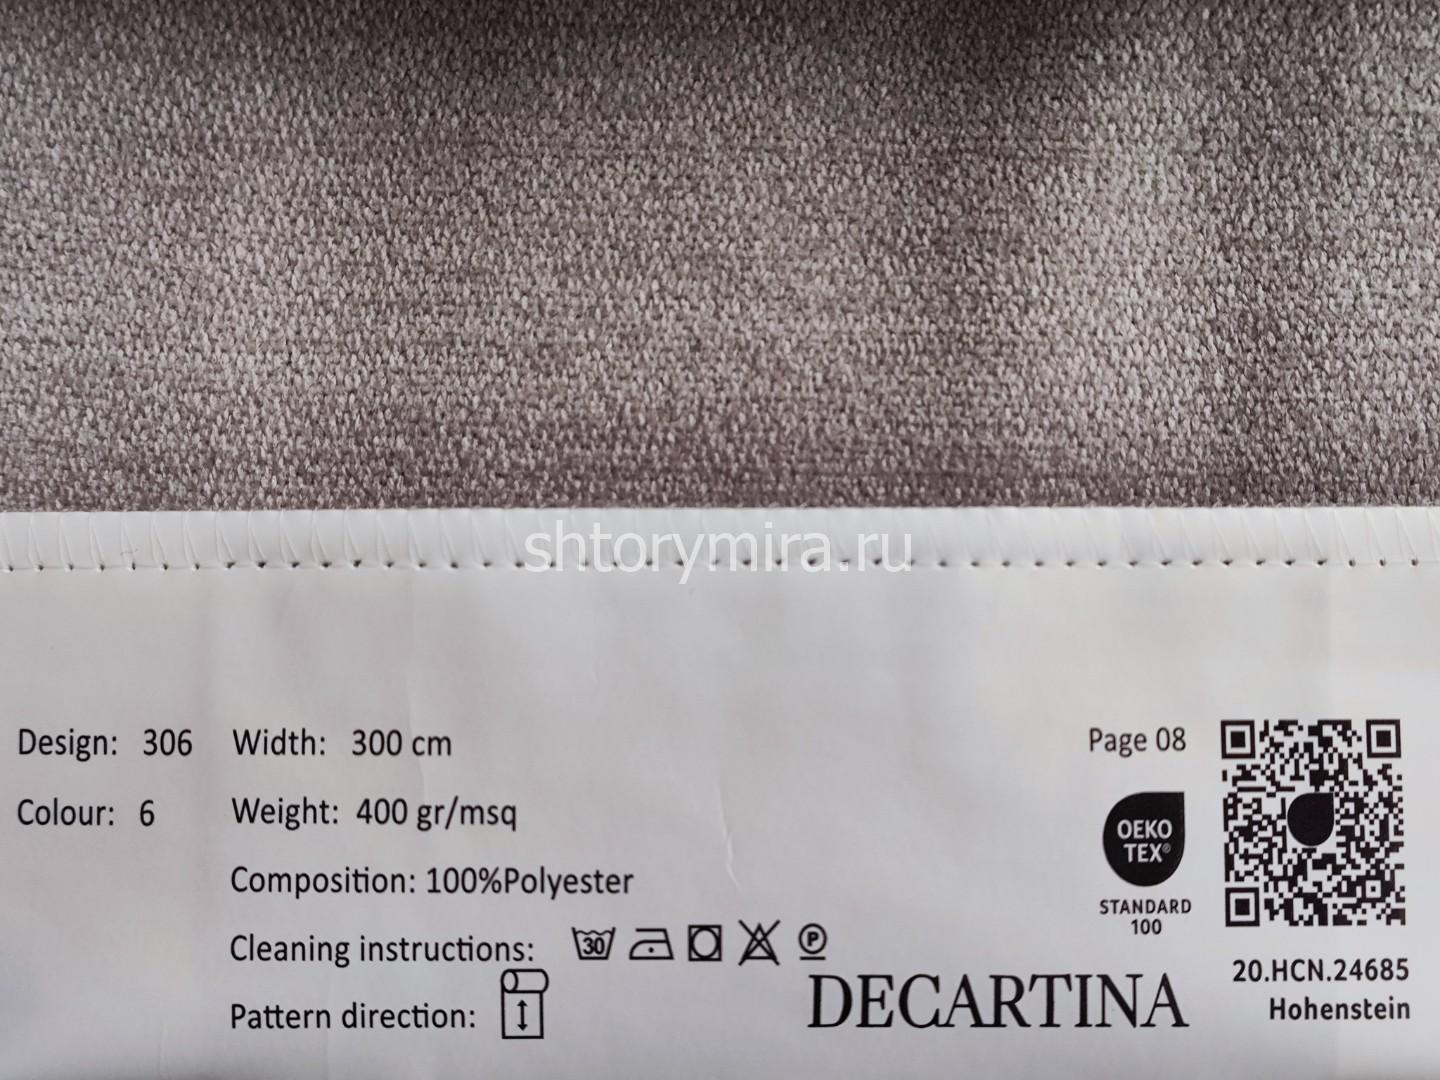 shtorymira.ru
Design: 306 Width: 300 cm Page 08
Colour: 6 Weight: 400 gr/msq
OEKO
TEX®
Composition: 100%Polyester
STANDARD
100
Cleaning instructions: 30 P
20.HCN.24685
Pattern direction: DECARTINA Hohenstein